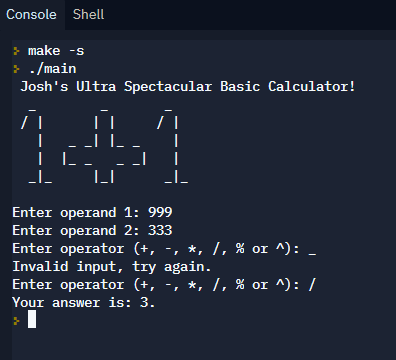 Console Shell
make -s
./main
Josh's Ultra Spectacular Basic Calculator!
  _        _       _
/ |      | |     / |
  |   _ _| |_ _    |
  |  |_ _   _ _|   |
 _|_     |_|      _|_
Enter operand 1: 999
Enter operand 2: 333
Enter operator (+, -, *, /, % or ^): _
Invalid input, try again.
Enter operator (+, -, *, /, % or ^): /
Your answer is: 3.